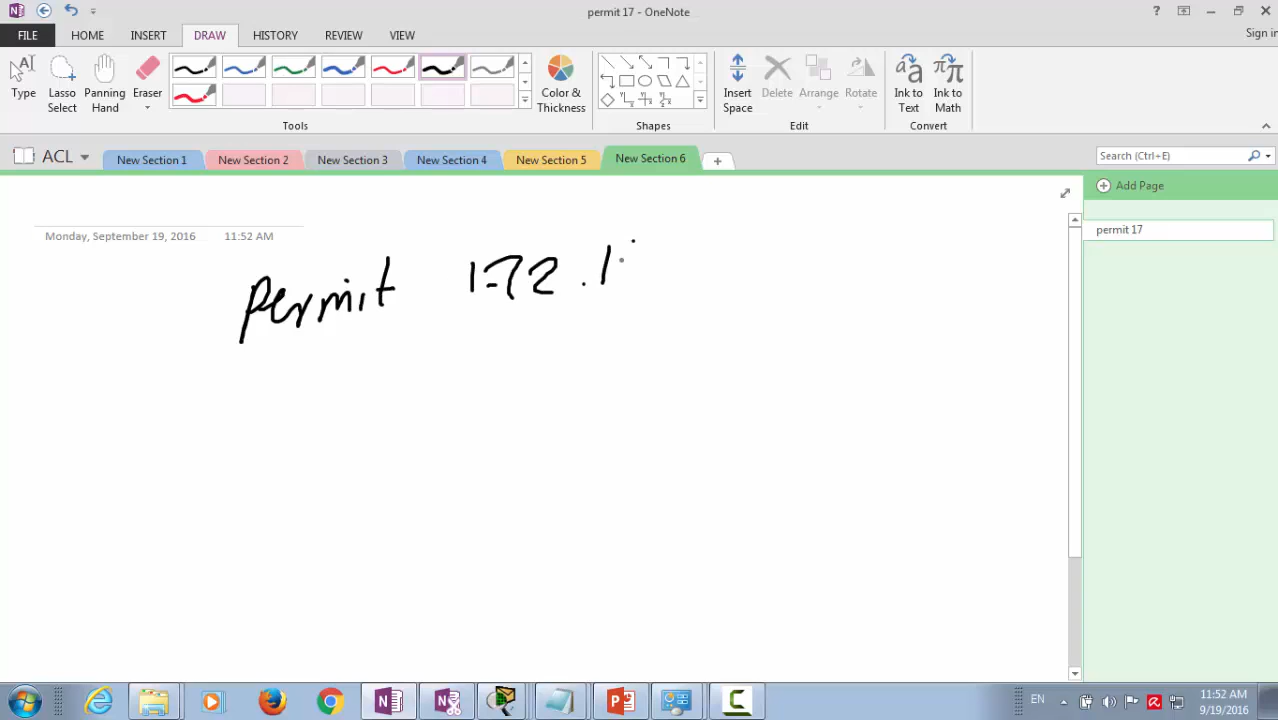 permit 17 - OneNote
? Sign in
FILE HOME INSERT DRAW HISTORY REVIEW VIEW
Type Lasso Select Panning Hand Eraser Color & Thickness Insert Space Delete Arrange Rotate Ink to Text Ink to Math
Tools Shapes Edit Convert
ACL New Section 1 New Section 2 New Section 3 New Section 4 New Section 5 New Section 6 Search (Ctrl+E)
Add Page
permit 17
Monday, September 19, 2016 11:52 AM
permit 172.1
EN 11:52 AM
9/19/2016